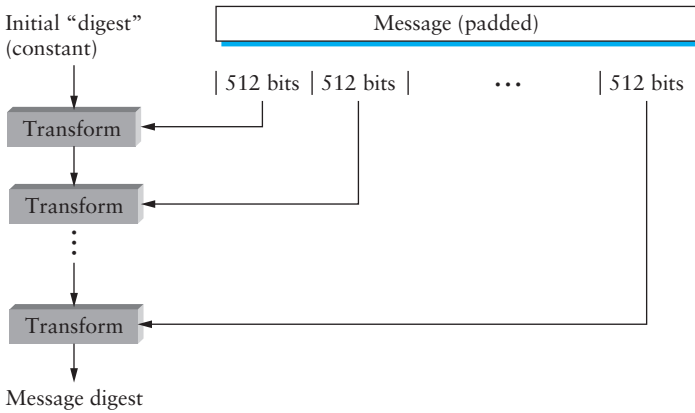 Initial “digest”
(constant)
Message (padded)
| 512 bits | 512 bits | ... | 512 bits
Transform
Transform
Transform
Message digest